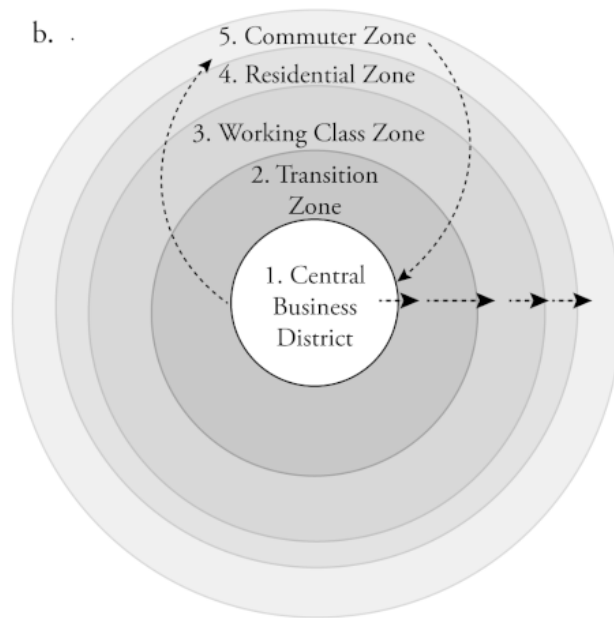 b. .
5. Commuter Zone
4. Residential Zone
3. Working Class Zone
2. Transition
Zone
1. Central
Business
District